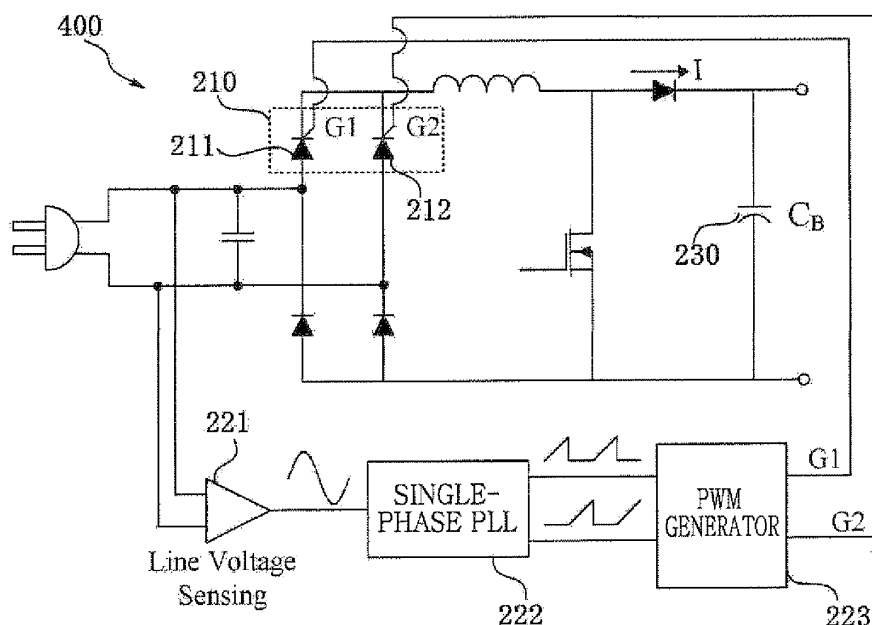 400
210
G1
G2
I
211
212
230
C_B
221
G1
SINGLE-
PHASE PLL
PWM
GENERATOR
G2
Line Voltage
Sensing
222
223